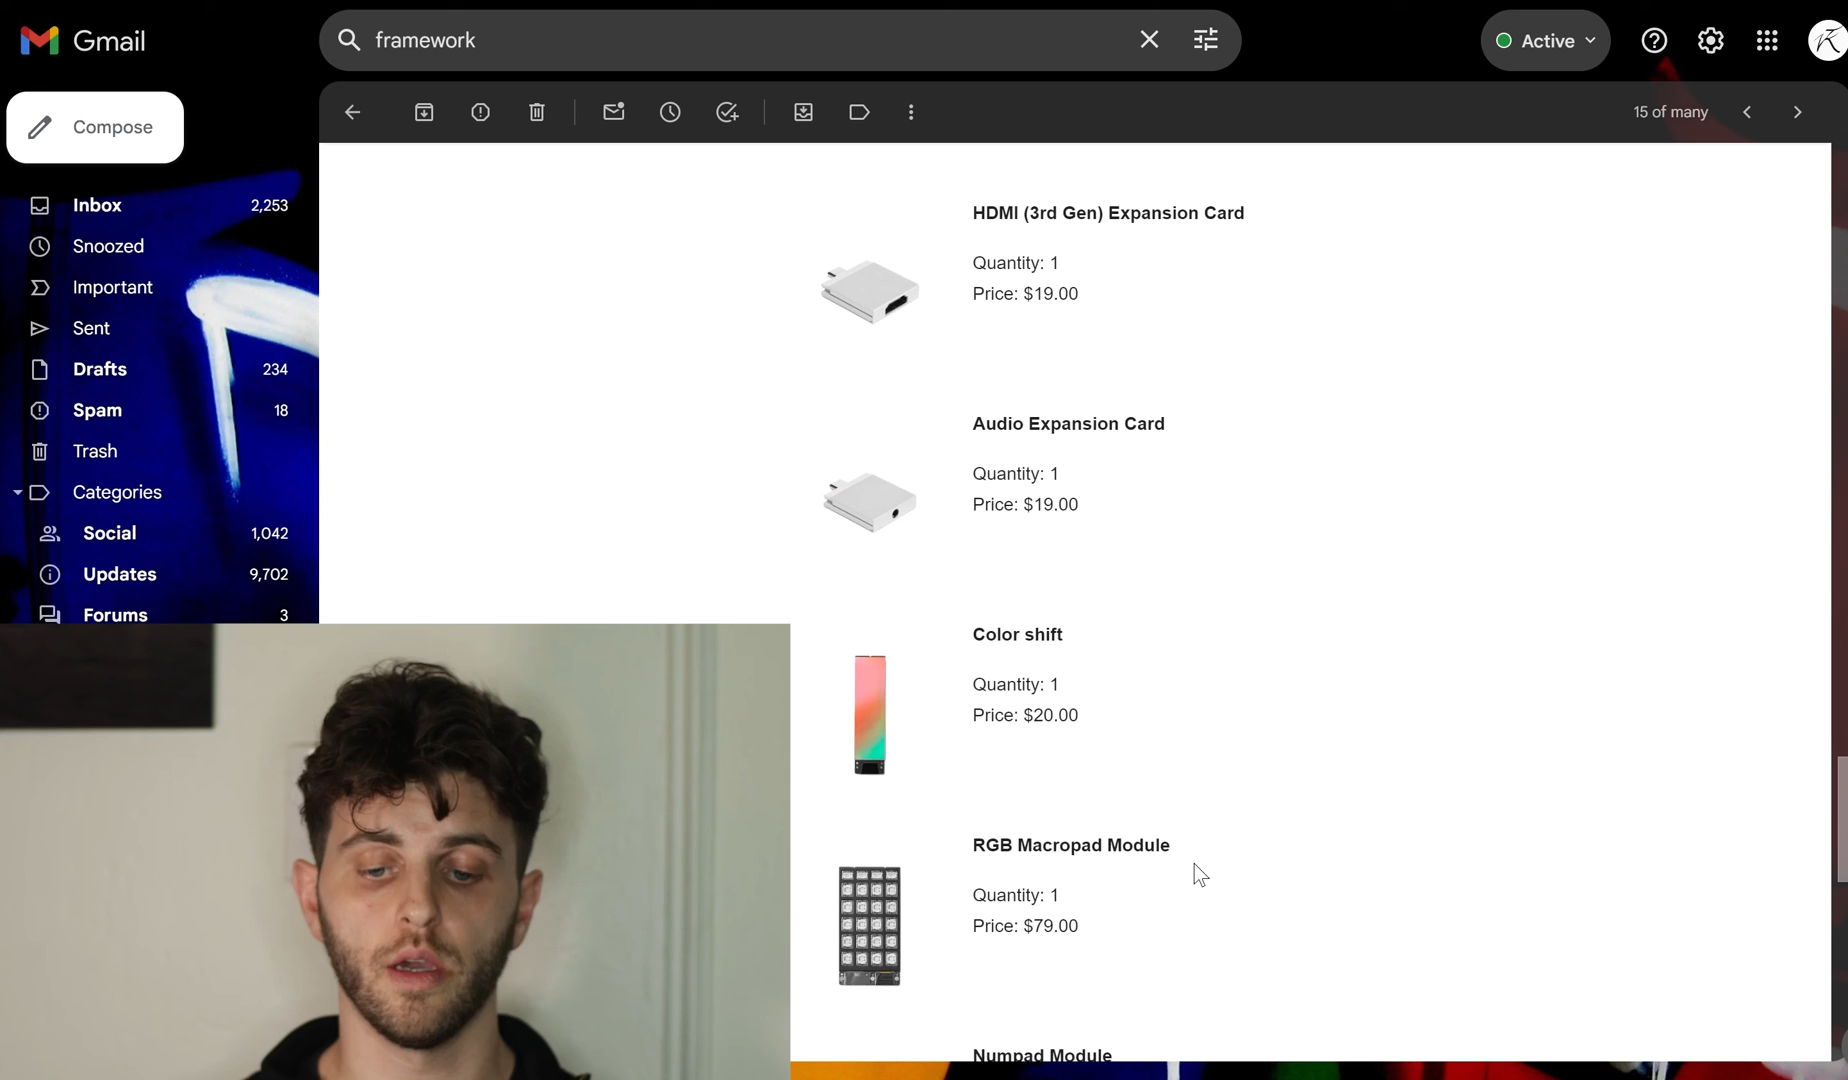 Gmail
framework
Active
Compose
15 of many
Inbox 2,253
Snoozed
Important
Sent
Drafts 234
Spam 18
Trash
Categories
Social 1,042
Updates 9,702
Forums 3
HDMI (3rd Gen) Expansion Card
Quantity: 1
Price: $19.00
Audio Expansion Card
Quantity: 1
Price: $19.00
Color shift
Quantity: 1
Price: $20.00
RGB Macropad Module
Quantity: 1
Price: $79.00
Numpad Module